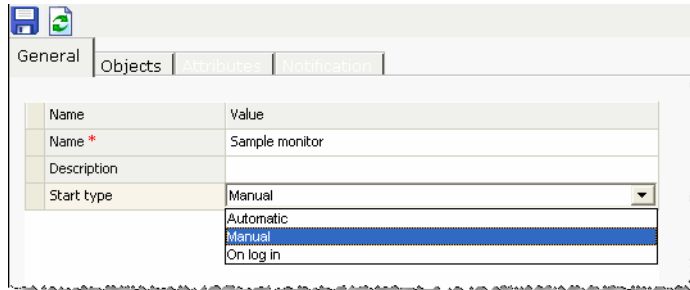 General Objects Attributes Notification
Name Value
Name * Sample monitor
Description
Start type Manual
Automatic
Manual
On log in